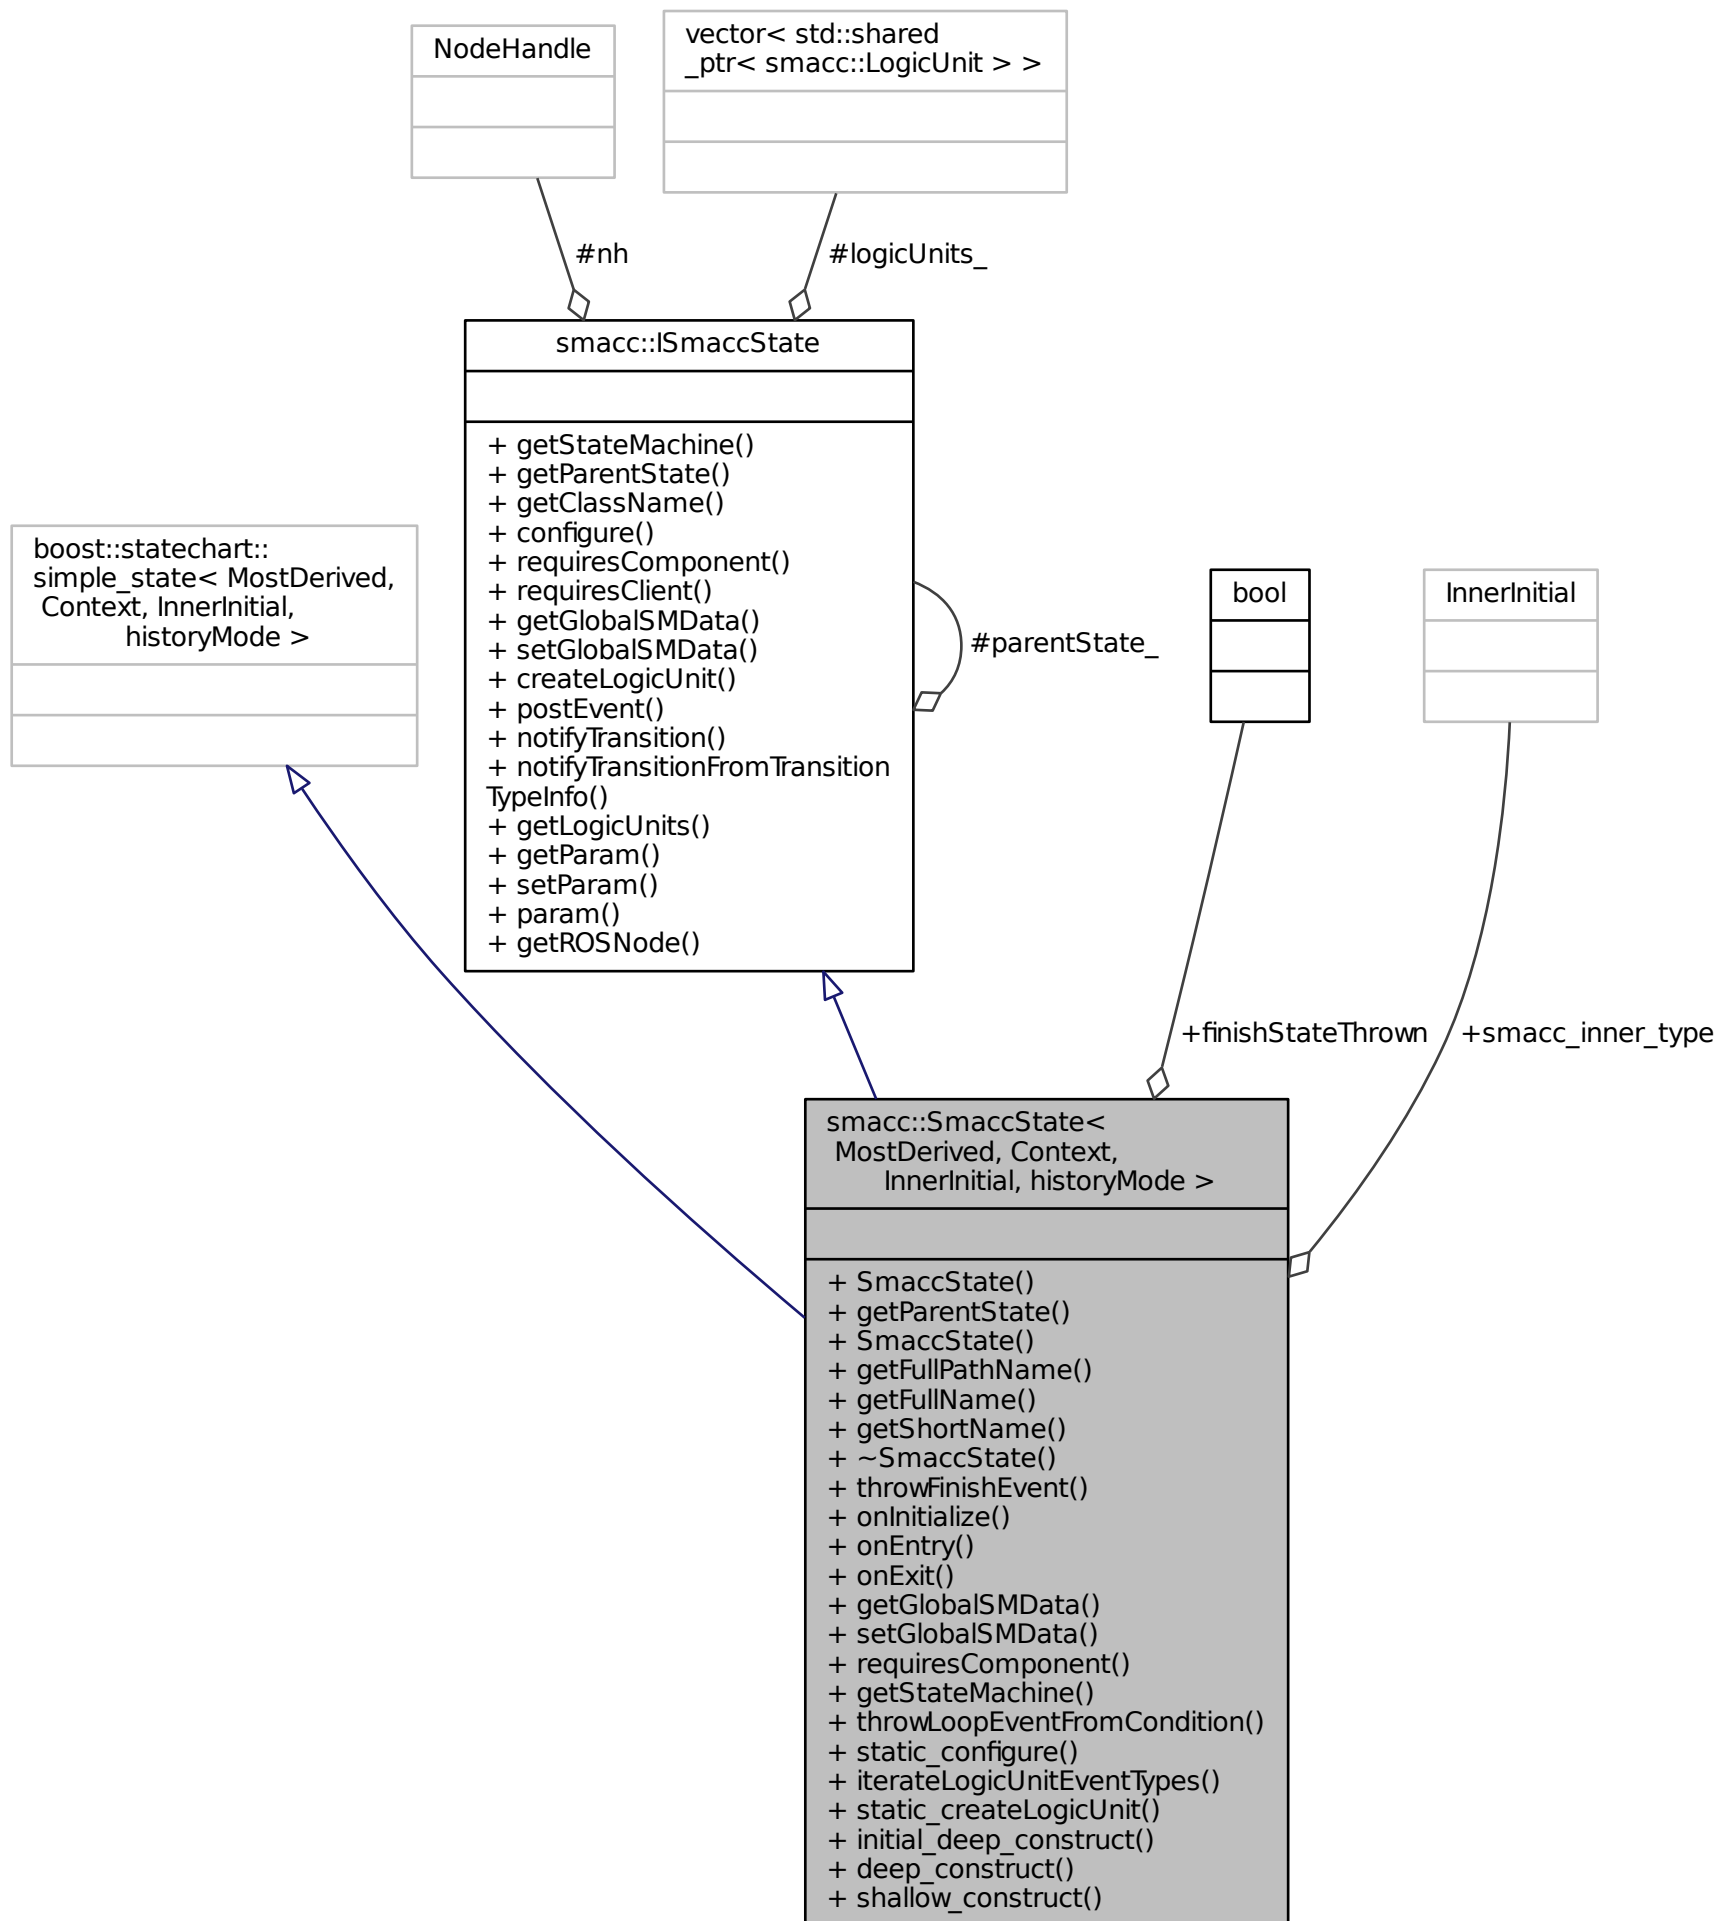 NodeHandle
vector< std::shared
_ptr< smacc::LogicUnit > >
#nh
#logicUnits_
smacc::ISmaccState
+ getStateMachine()
+ getParentState()
+ getClassName()
+ configure()
+ requiresComponent()
+ requiresClient()
+ getGlobalSMData()
+ setGlobalSMData()
+ createLogicUnit()
+ postEvent()
+ notifyTransition()
+ notifyTransitionFromTransition
TypeInfo()
+ getLogicUnits()
+ getParam()
+ setParam()
+ param()
+ getROSNode()
#parentState_
boost::statechart::
simple_state< MostDerived,
Context, InnerInitial,
historyMode >
bool
InnerInitial
+finishStateThrown
+smacc_inner_type
smacc::SmaccState<
MostDerived, Context,
InnerInitial, historyMode >
+ SmaccState()
+ getParentState()
+ SmaccState()
+ getFullPathName()
+ getFullName()
+ getShortName()
+ ~SmaccState()
+ throwFinishEvent()
+ onInitialize()
+ onEntry()
+ onExit()
+ getGlobalSMData()
+ setGlobalSMData()
+ requiresComponent()
+ getStateMachine()
+ throwLoopEventFromCondition()
+ static_configure()
+ iterateLogicUnitEventTypes()
+ static_createLogicUnit()
+ initial_deep_construct()
+ deep_construct()
+ shallow_construct()